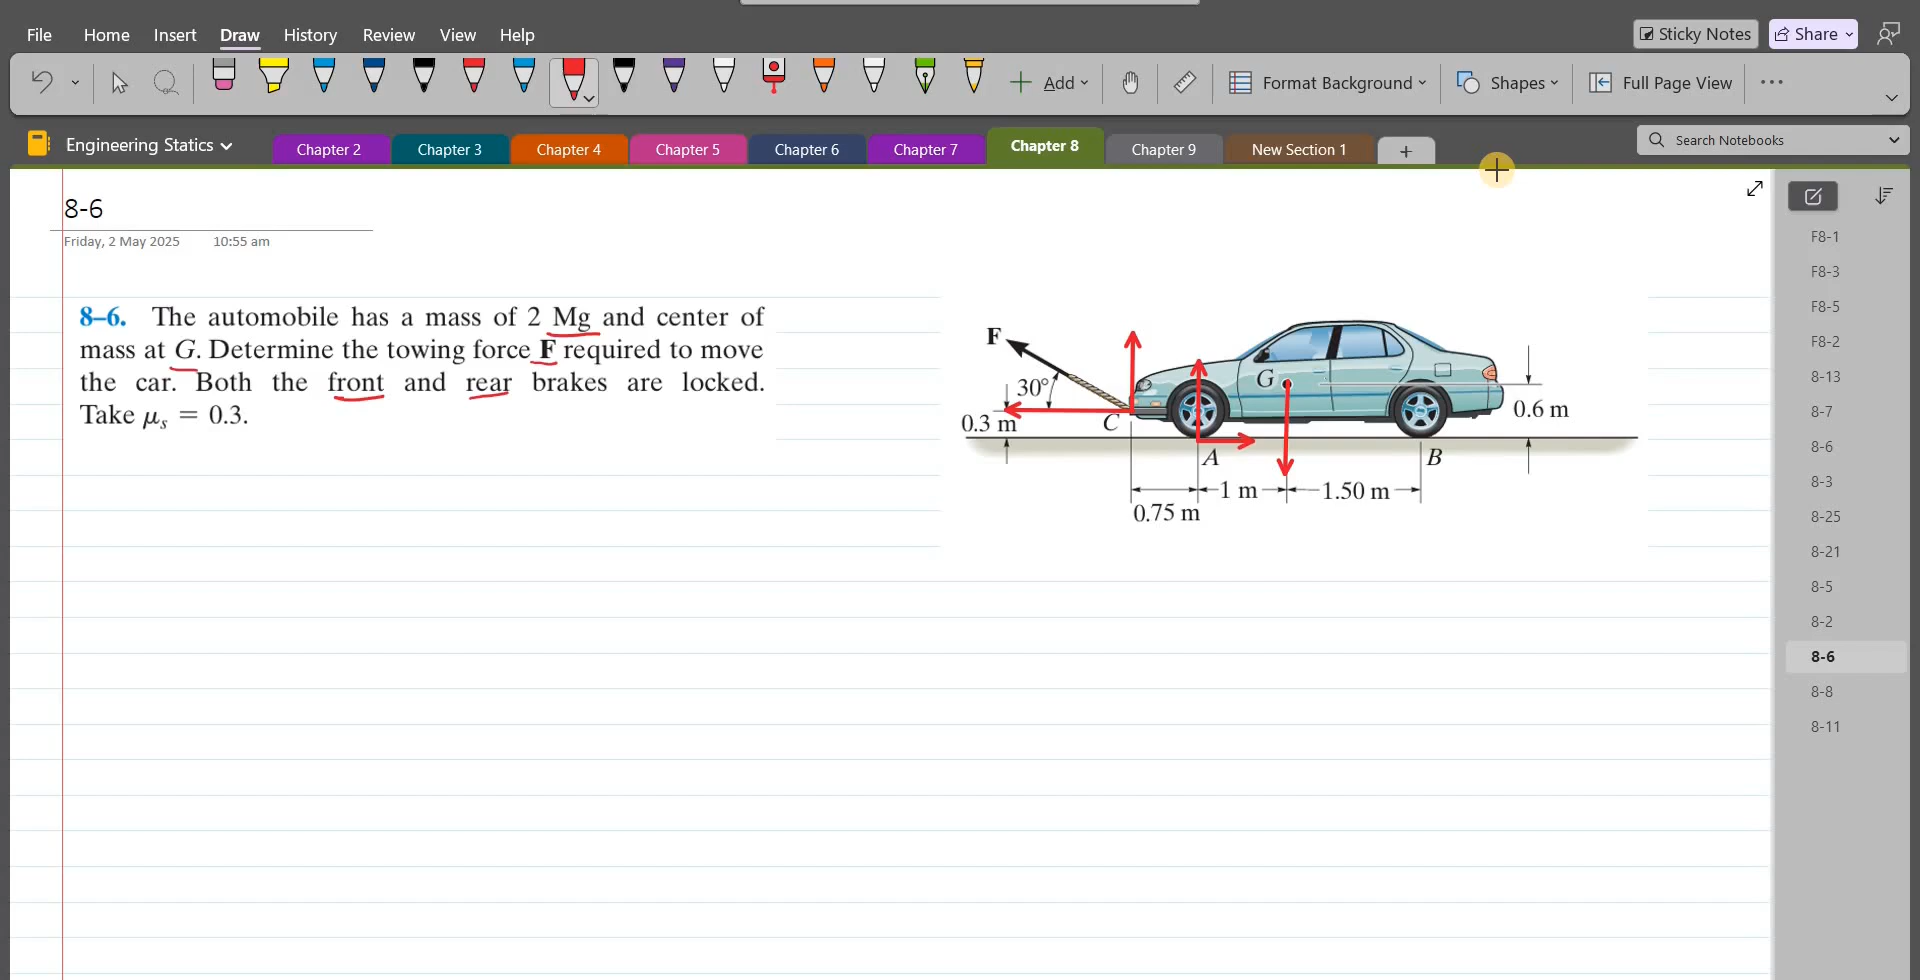 File Home Insert Draw History Review View Help
Sticky Notes Share
Add Format Background Shapes Full Page View
Engineering Statics Chapter 2 Chapter 3 Chapter 4 Chapter 5 Chapter 6 Chapter 7 Chapter 8 Chapter 9 New Section 1 +
Search Notebooks
8-6
Friday, 2 May 2025 10:55 am
8–6. The automobile has a mass of 2 Mg and center of
mass at G. Determine the towing force F required to move
the car. Both the front and rear brakes are locked.
Take μs = 0.3.
F
30°
G
0.3 m
C
0.6 m
A
B
1 m
1.50 m
0.75 m
F8-1
F8-3
F8-5
F8-2
8-13
8-7
8-6
8-3
8-25
8-21
8-5
8-2
8-6
8-8
8-11